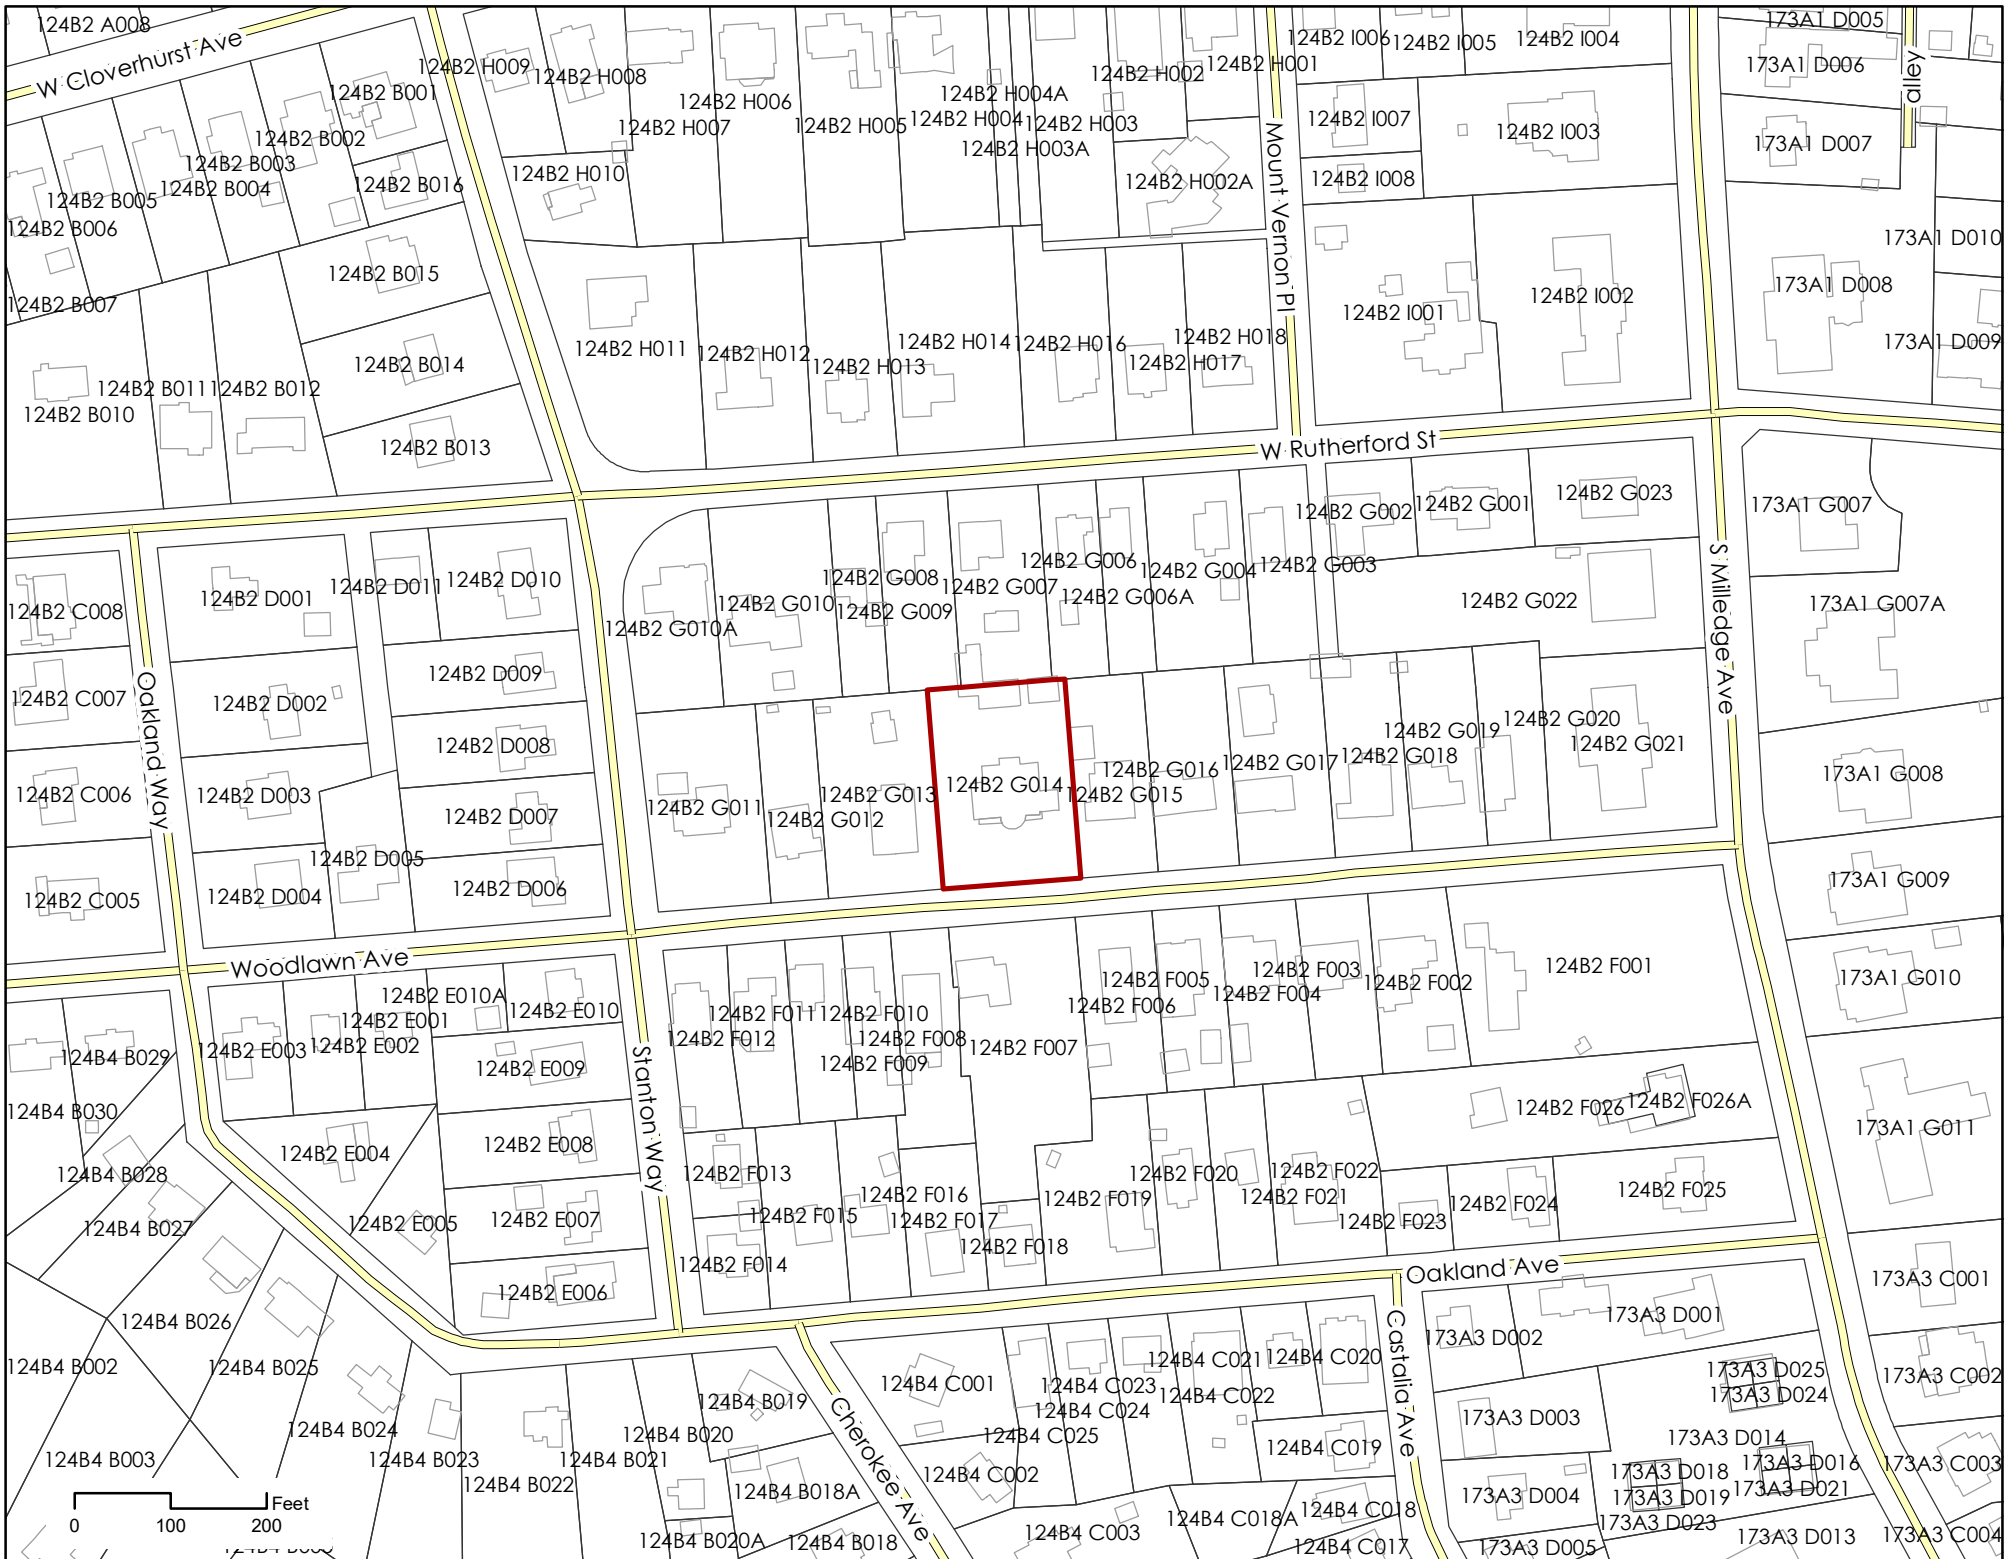 124B2 A008
W Cloverhurst Ave
124B2 H009
124B2 H008
124B2 H006
124B2 H007
124B2 H005
124B2 H004A
124B2 H004
124B2 H003
124B2 H003A
124B2 H002
124B2 H001
124B2 H002A
124B2 H010
124B2 I006
124B2 I005
124B2 I004
124B2 I007
124B2 I003
124B2 I008
Mount Vernon Pl
173A1 D005
173A1 D006
alley
173A1 D007
173A1 D010
173A1 D008
173A1 D009
124B2 B001
124B2 B002
124B2 B003
124B2 B004
124B2 B005
124B2 B006
124B2 B007
124B2 B016
124B2 B015
124B2 B014
124B2 B013
124B2 B011
124B2 B012
124B2 B010
124B2 H011
124B2 H012
124B2 H013
124B2 H014
124B2 H016
124B2 H018
124B2 H017
124B2 I001
124B2 I002
W Rutherford St
124B2 G002
124B2 G001
124B2 G023
124B2 G003
124B2 G004
124B2 G006
124B2 G006A
124B2 G007
124B2 G008
124B2 G009
124B2 G010
124B2 G010A
124B2 G022
S Milledge Ave
173A1 G007
173A1 G007A
124B2 C008
124B2 D001
124B2 D011
124B2 D010
124B2 C007
Oakland Way
124B2 D002
124B2 D009
124B2 D008
124B2 C006
124B2 D003
124B2 D007
124B2 D005
124B2 D004
124B2 D006
124B2 C005
124B2 G011
124B2 G012
124B2 G013
124B2 G014
124B2 G015
124B2 G016
124B2 G017
124B2 G018
124B2 G019
124B2 G020
124B2 G021
173A1 G008
173A1 G009
173A1 G010
173A1 G011
Woodlawn Ave
124B2 E010A
124B2 E010
124B2 E001
124B2 E002
124B2 E003
124B2 E009
124B2 E008
124B2 E004
124B2 E005
124B2 E007
124B2 E006
Stanton Way
124B2 F011
124B2 F012
124B2 F010
124B2 F008
124B2 F009
124B2 F007
124B2 F005
124B2 F006
124B2 F003
124B2 F004
124B2 F002
124B2 F001
124B2 F026
124B2 F026A
124B2 F013
124B2 F014
124B2 F015
124B2 F016
124B2 F017
124B2 F018
124B2 F019
124B2 F020
124B2 F022
124B2 F021
124B2 F023
124B2 F024
124B2 F025
Oakland Ave
124B4 B029
124B4 B030
124B4 B028
124B4 B027
124B4 B026
124B4 B025
124B4 B002
124B4 B003
124B4 B024
124B4 B023
124B4 B022
124B4 B021
124B4 B020
124B4 B019
124B4 B018A
124B4 B020A
124B4 B018
Cherokee Ave
124B4 C001
124B4 C002
124B4 C003
124B4 C023
124B4 C024
124B4 C025
124B4 C021
124B4 C022
124B4 C020
124B4 C019
124B4 C018
124B4 C018A
124B4 C017
Castalia Ave
173A3 D002
173A3 D001
173A3 D003
173A3 D004
173A3 D005
173A3 D025
173A3 D024
173A3 D014
173A3 D018
173A3 D019
173A3 D016
173A3 D021
173A3 D023
173A3 D013
173A3 C001
173A3 C002
173A3 C003
173A3 C004
Feet
0 100 200